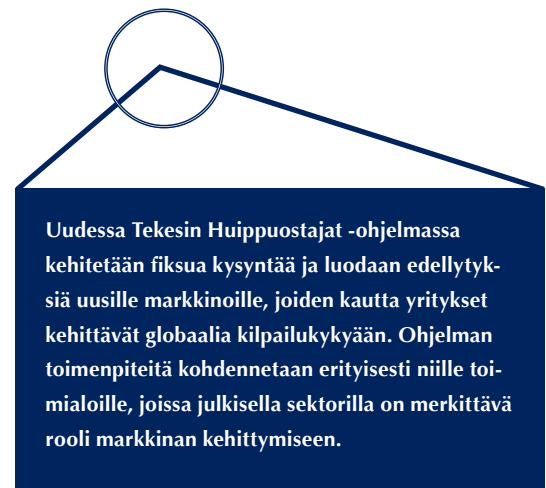 Uudessa Tekesin Huippuostajat -ohjelmassa
kehitetään fiksua kysyntää ja luodaan edellytyk-
siä uusille markkinoille, joiden kautta yritykset
kehittävät globaalia kilpailukykyään. Ohjelman
toimenpiteitä kohdennetaan erityisesti niille toi-
mialoille, joissa julkisella sektorilla on merkittävä
rooli markkinan kehittymiseen.